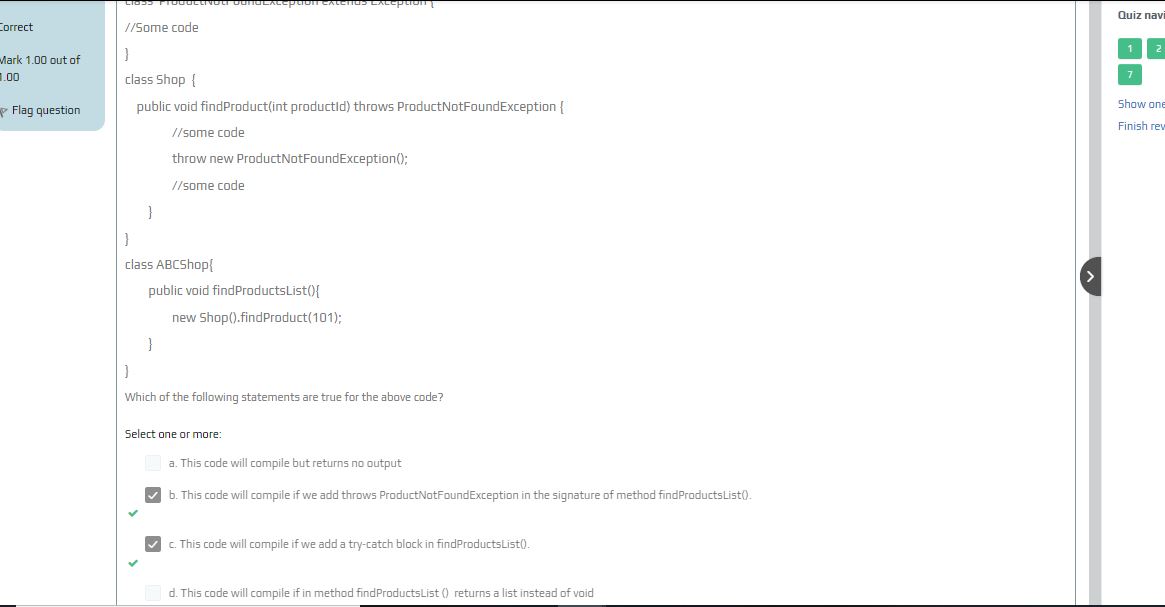 Correct
Mark 1.00 out of
1.00
Flag question
class ProductNotFoundException extends Exception {
//Some code
}
class Shop {
public void findProduct(int productId) throws ProductNotFoundException {
//some code
throw new ProductNotFoundException();
//some code
}
}
class ABCShop{
public void findProductsList(){
new Shop().findProduct(101);
}
}
Which of the following statements are true for the above code?
Select one or more:
a. This code will compile but returns no output
b. This code will compile if we add throws ProductNotFoundException in the signature of method findProductsList().
c. This code will compile if we add a try-catch block in findProductsList().
d. This code will compile if in method findProductsList () returns a list instead of void
Quiz navi
1 2
7
Show one
Finish rev